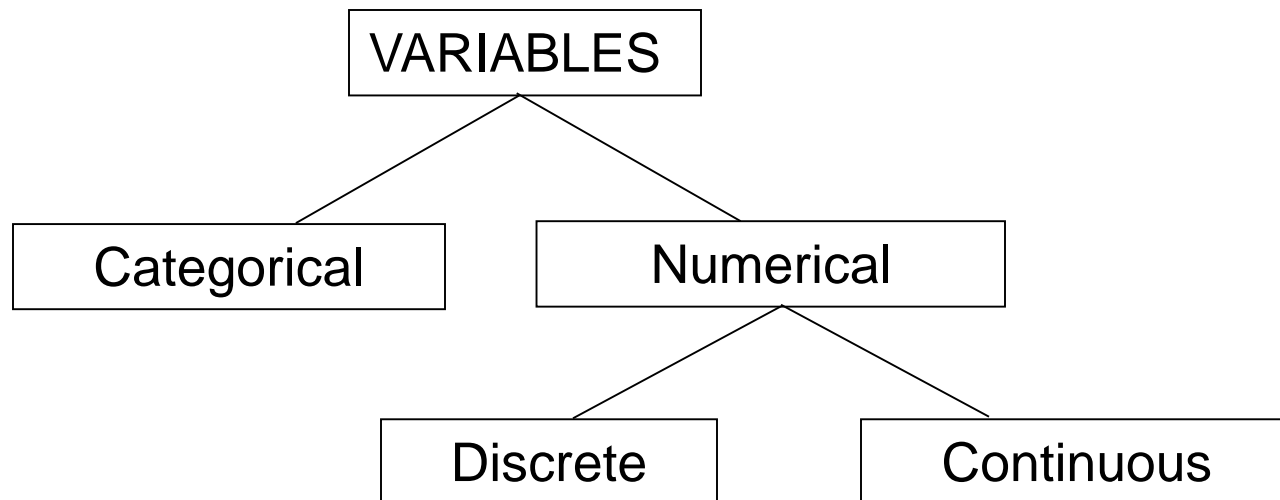 VARIABLES
Categorical
Numerical
Discrete
Continuous